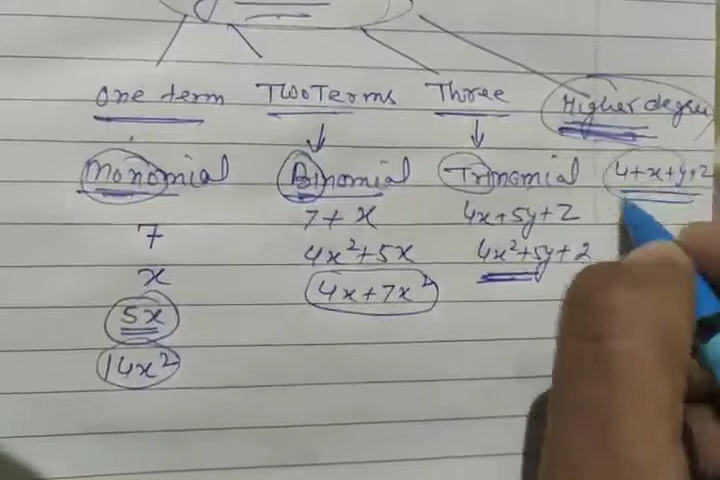 One term Two Terms Three Higher degree
Monomial Binomial Trinomial 4+x+y+2
7 7+x 4x+5y+2
x 4x²+5x 4x²+5y+2
5x 4x+7x²
14x²